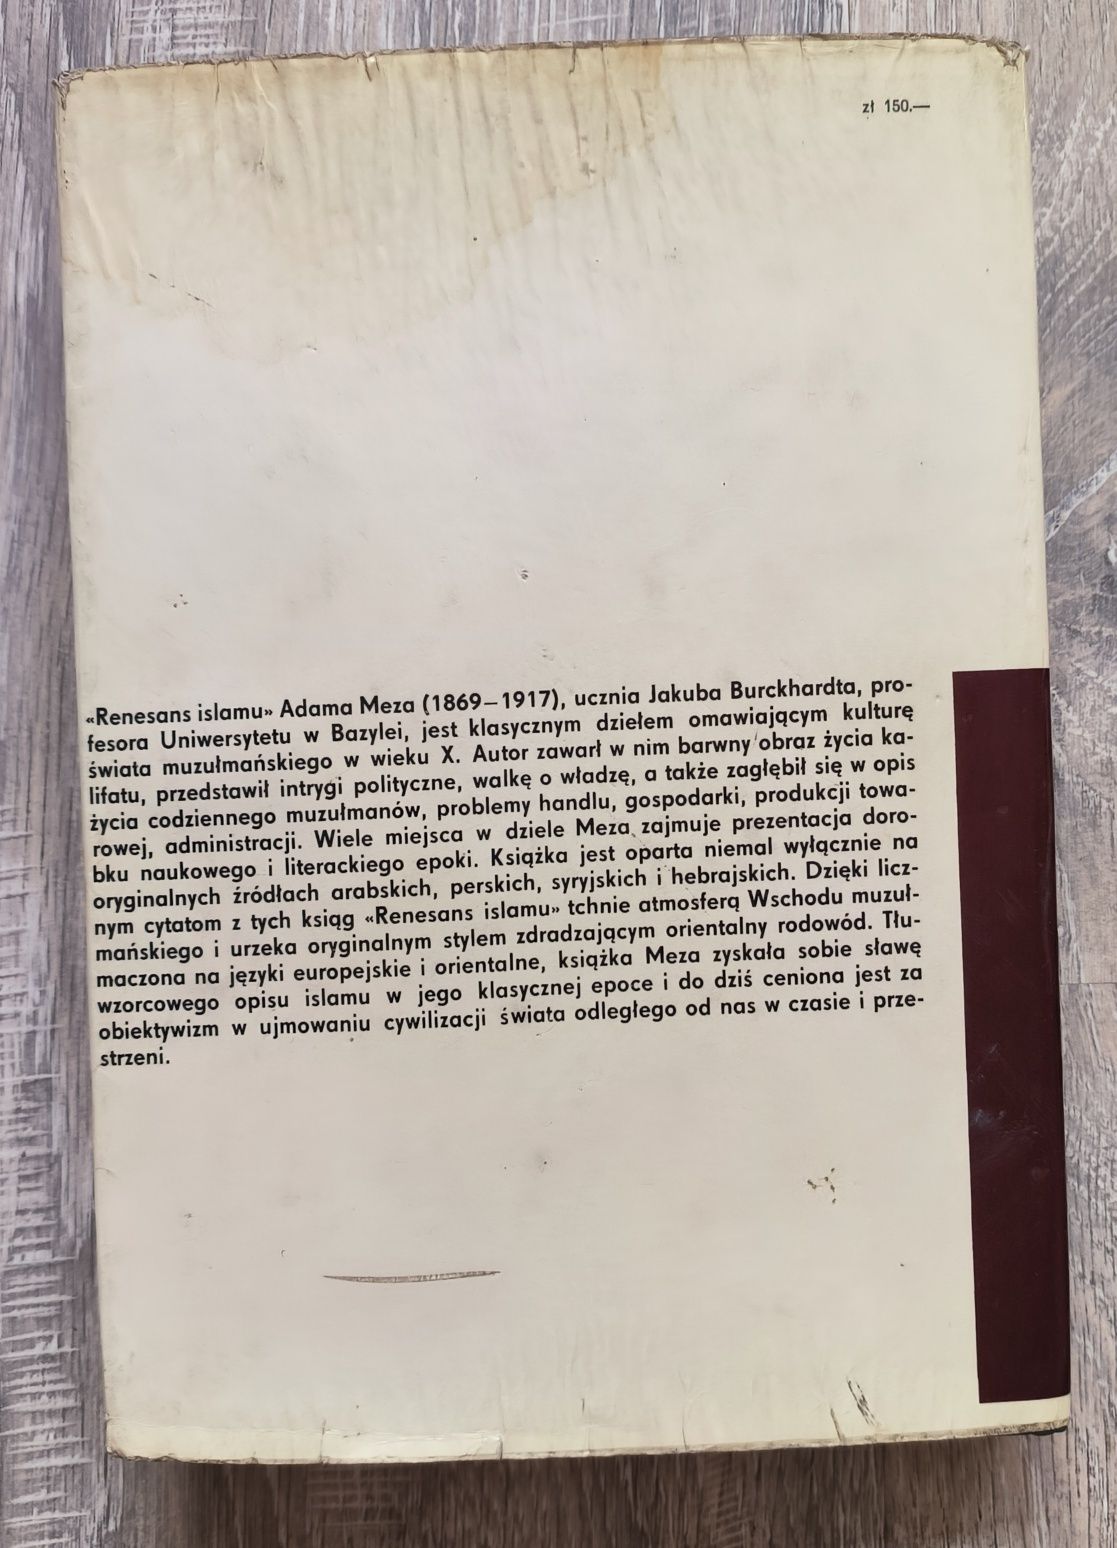 zł 150.—
«Renesans islamu» Adama Meza (1869–1917), ucznia Jakuba Burckhardta, pro-
fesora Uniwersytetu w Bazylei, jest klasycznym dziełem omawiającym kulturę
świata muzułmańskiego w wieku X. Autor zawarł w nim barwny obraz życia ka-
lifatu, przedstawił intrygi polityczne, walkę o władzę, a także zagłębił się w opis
życia codziennego muzułmanów, problemy handlu, gospodarki, produkcji towa-
rowej, administracji. Wiele miejsca w dziele Meza zajmuje prezentacja doro-
bku naukowego i literackiego epoki. Książka jest oparta niemal wyłącznie na
oryginalnych źródłach arabskich, perskich, syryjskich i hebrajskich. Dzięki licz-
nym cytatom z tych ksiąg «Renesans islamu» tchnie atmosferą Wschodu muzuł-
mańskiego i urzeka oryginalnym stylem zdradzającym orientalny rodowód. Tłu-
maczona na języki europejskie i orientalne, książka Meza zyskała sobie sławę
wzorcowego opisu islamu w jego klasycznej epoce i do dziś ceniona jest za
obiektywizm w ujmowaniu cywilizacji świata odległego od nas w czasie i prze-
strzeni.